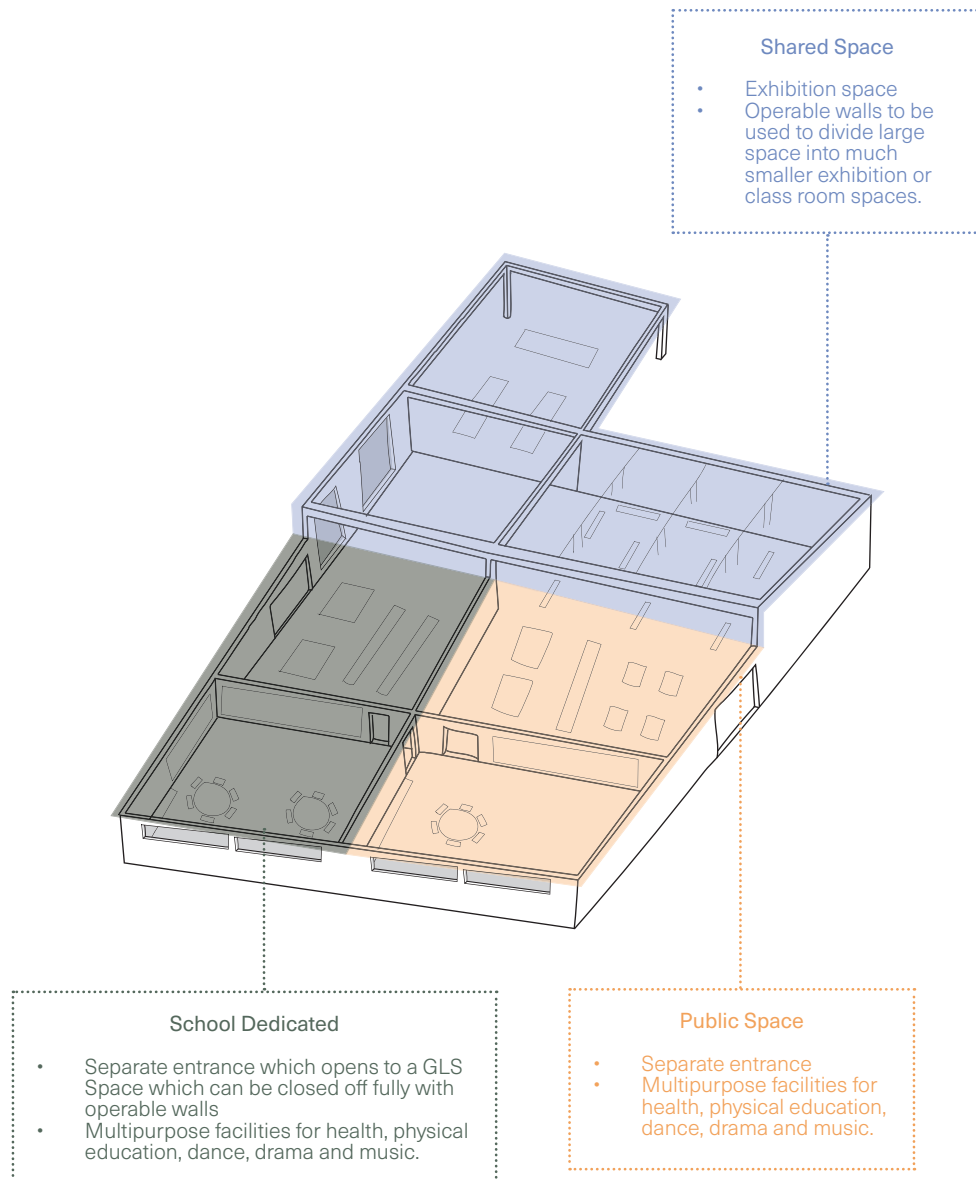 Shared Space
• Exhibition space
• Operable walls to be
used to divide large
space into much
smaller exhibition or
class room spaces.
School Dedicated
• Separate entrance which opens to a GLS
Space which can be closed off fully with
operable walls
• Multipurpose facilities for health, physical
education, dance, drama and music.
Public Space
• Separate entrance
• Multipurpose facilities for
health, physical education,
dance, drama and music.